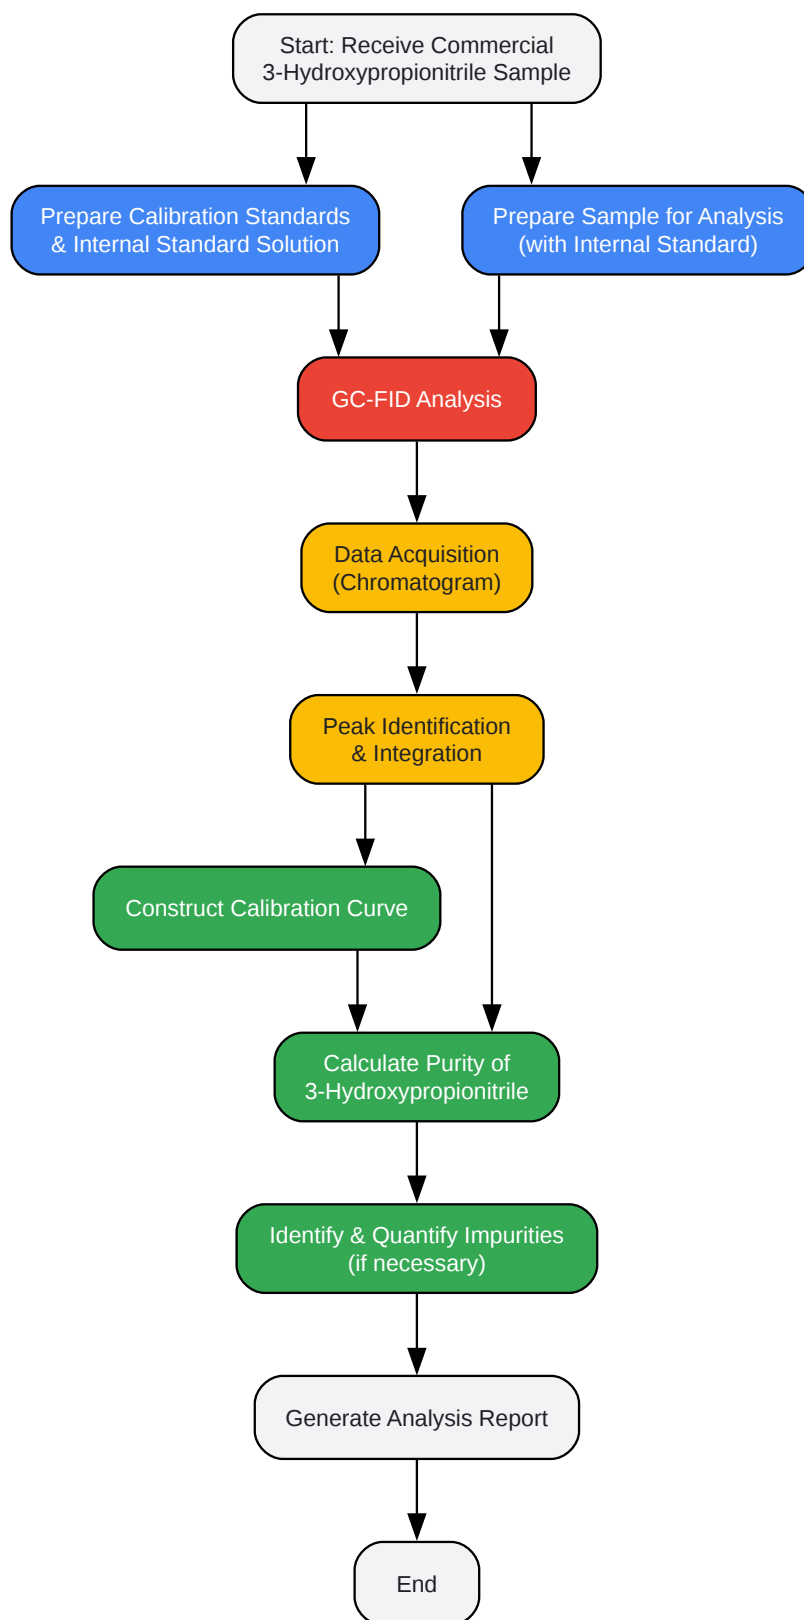 Start: Receive Commercial
3-Hydroxypropionitrile Sample
Prepare Calibration Standards
& Internal Standard Solution
Prepare Sample for Analysis
(with Internal Standard)
GC-FID Analysis
Data Acquisition
(Chromatogram)
Peak Identification
& Integration
Construct Calibration Curve
Calculate Purity of
3-Hydroxypropionitrile
Identify & Quantify Impurities
(if necessary)
Generate Analysis Report
End